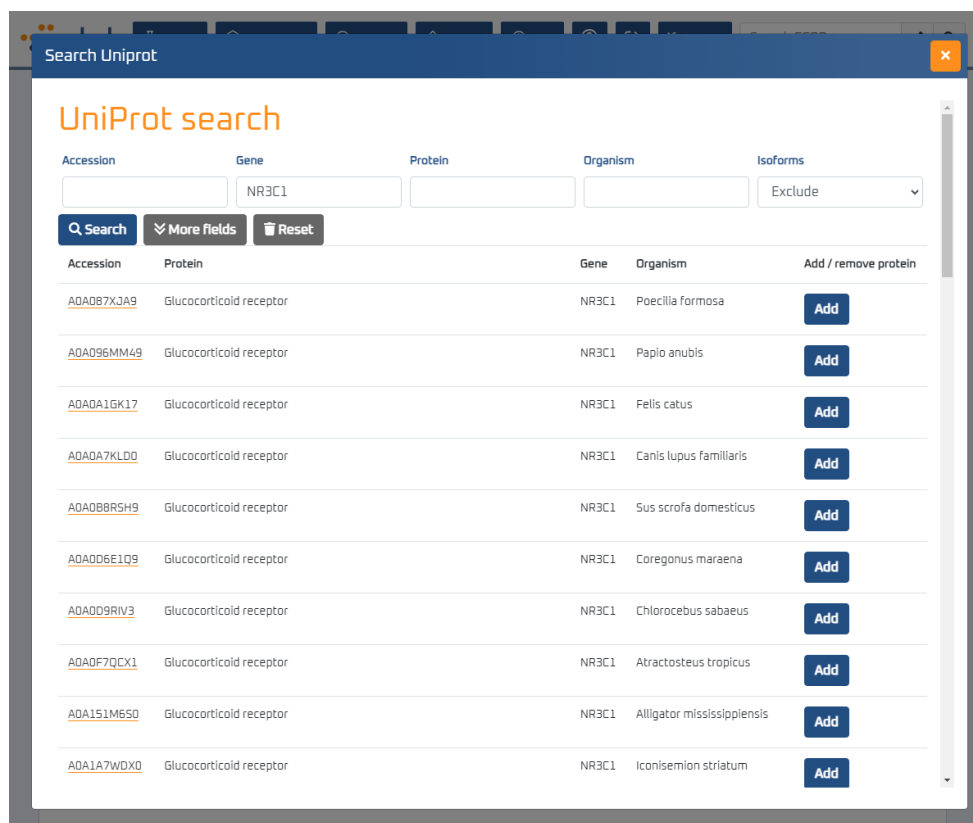 Search Uniprot
×
UniProt search
Accession Gene Protein Organism Isoforms
NR3C1 Exclude
Search More fields Reset
Accession Protein Gene Organism Add / remove protein
A0A087XJA9 Glucocorticoid receptor NR3C1 Poecilia formosa Add
A0A096MM49 Glucocorticoid receptor NR3C1 Papio anubis Add
A0A0A1GK17 Glucocorticoid receptor NR3C1 Felis catus Add
A0A0A7KLD0 Glucocorticoid receptor NR3C1 Canis lupus familiaris Add
A0A0B8RSH9 Glucocorticoid receptor NR3C1 Sus scrofa domesticus Add
A0A0D6E1Q9 Glucocorticoid receptor NR3C1 Coregonus maraena Add
A0A0D9RIV3 Glucocorticoid receptor NR3C1 Chlorocebus sabaeus Add
A0A0F7QCX1 Glucocorticoid receptor NR3C1 Atractosteus tropicus Add
A0A151M6S0 Glucocorticoid receptor NR3C1 Alligator mississippiensis Add
A0A1A7WDX0 Glucocorticoid receptor NR3C1 Iconisemion striatum Add